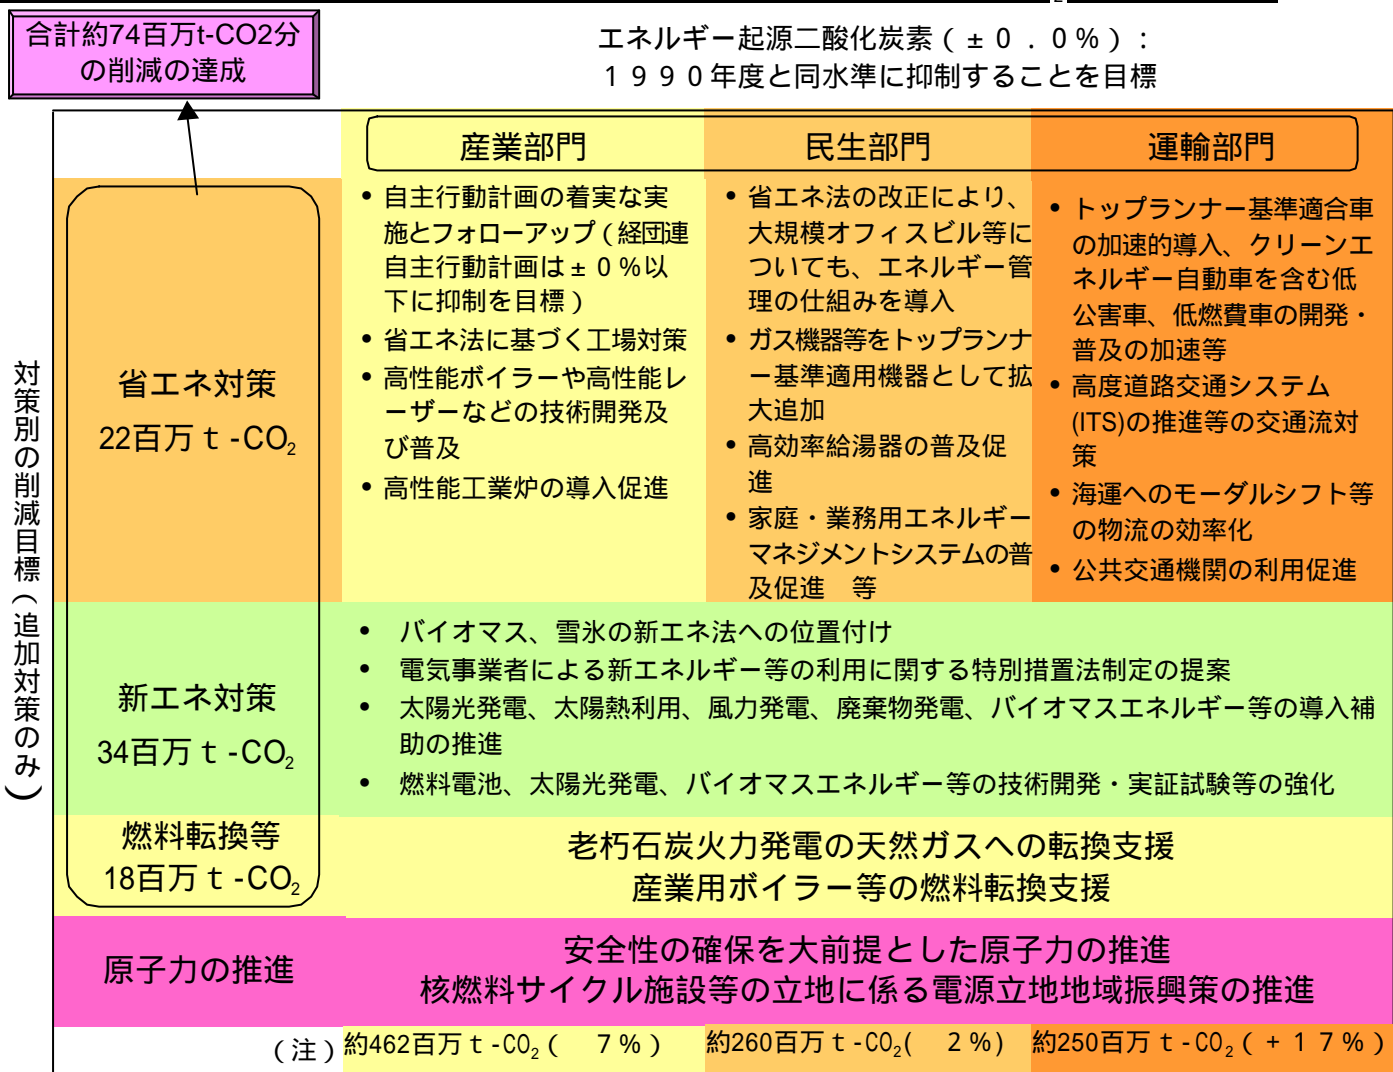 合計約74百万t-CO2分
の削減の達成
エネルギー起源二酸化炭素(±0.0%):
1990年度と同水準に抑制することを目標
産業部門
民生部門
運輸部門
対策別の削減目標(追加対策のみ)
省エネ対策
22百万t-CO₂
• 自主行動計画の着実な実
施とフォローアップ(経団連
自主行動計画は±0%以
下に抑制を目標)
• 省エネ法に基づく工場対策
• 高性能ボイラーや高性能レ
ーザーなどの技術開発及
び普及
• 高性能工業炉の導入促進
• 省エネ法の改正により、
大規模オフィスビル等に
ついても、エネルギー管
理の仕組みを導入
• ガス機器等をトップランナ
ー基準適用機器として拡
大追加
• 高効率給湯器の普及促
進
• 家庭・業務用エネルギー
マネジメントシステムの普
及促進 等
• トップランナー基準適合車
の加速的導入、クリーンエ
ネルギー自動車を含む低
公害車、低燃費車の開発・
普及の加速等
• 高度道路交通システム
(ITS)の推進等の交通流対
策
• 海運へのモーダルシフト等
の物流の効率化
• 公共交通機関の利用促進
新エネ対策
34百万t-CO₂
• バイオマス、雪氷の新エネ法への位置付け
• 電気事業者による新エネルギー等の利用に関する特別措置法制定の提案
• 太陽光発電、太陽熱利用、風力発電、廃棄物発電、バイオマスエネルギー等の導入補
助の推進
• 燃料電池、太陽光発電、バイオマスエネルギー等の技術開発・実証試験等の強化
燃料転換等
18百万t-CO₂
老朽石炭火力発電の天然ガスへの転換支援
産業用ボイラー等の燃料転換支援
原子力の推進
安全性の確保を大前提とした原子力の推進
核燃料サイクル施設等の立地に係る電源立地地域振興策の推進
(注)
約462百万t-CO₂( 7%)
約260百万t-CO₂( 2%)
約250百万t-CO₂(+17%)